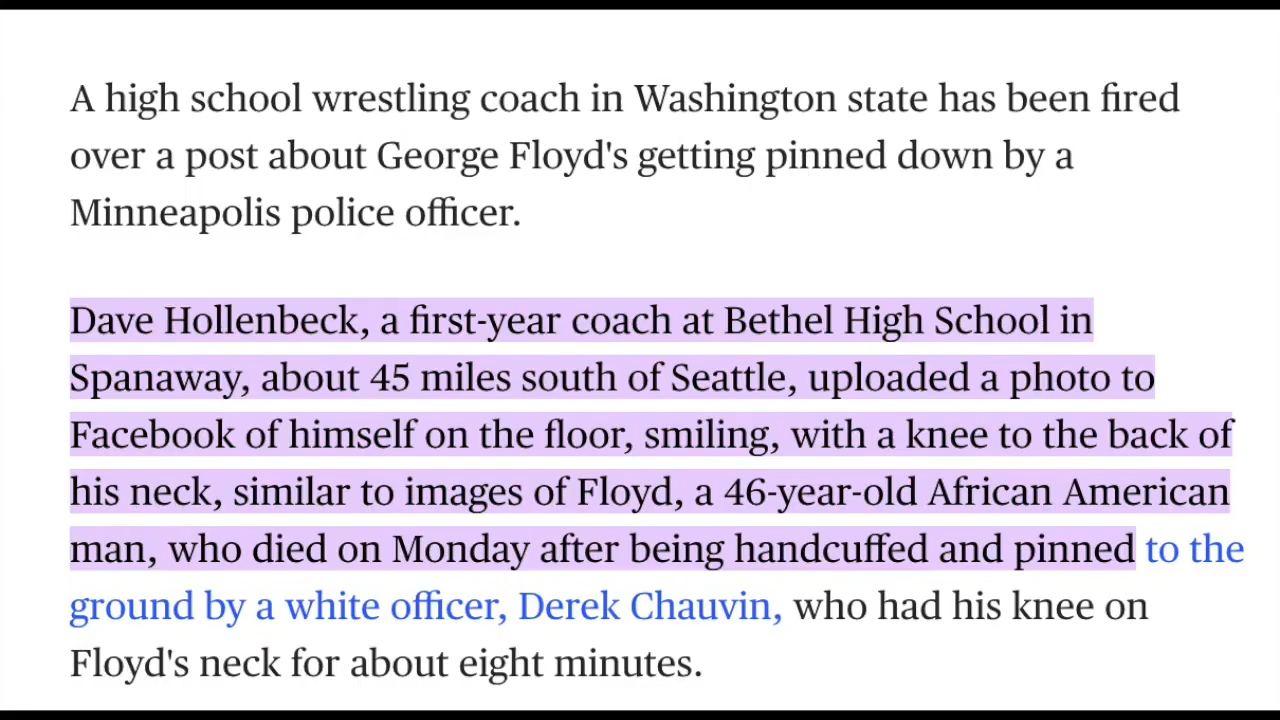 A high school wrestling coach in Washington state has been fired
over a post about George Floyd's getting pinned down by a
Minneapolis police officer.
Dave Hollenbeck, a first-year coach at Bethel High School in
Spanaway, about 45 miles south of Seattle, uploaded a photo to
Facebook of himself on the floor, smiling, with a knee to the back of
his neck, similar to images of Floyd, a 46-year-old African American
man, who died on Monday after being handcuffed and pinned to the
ground by a white officer, Derek Chauvin, who had his knee on
Floyd's neck for about eight minutes.